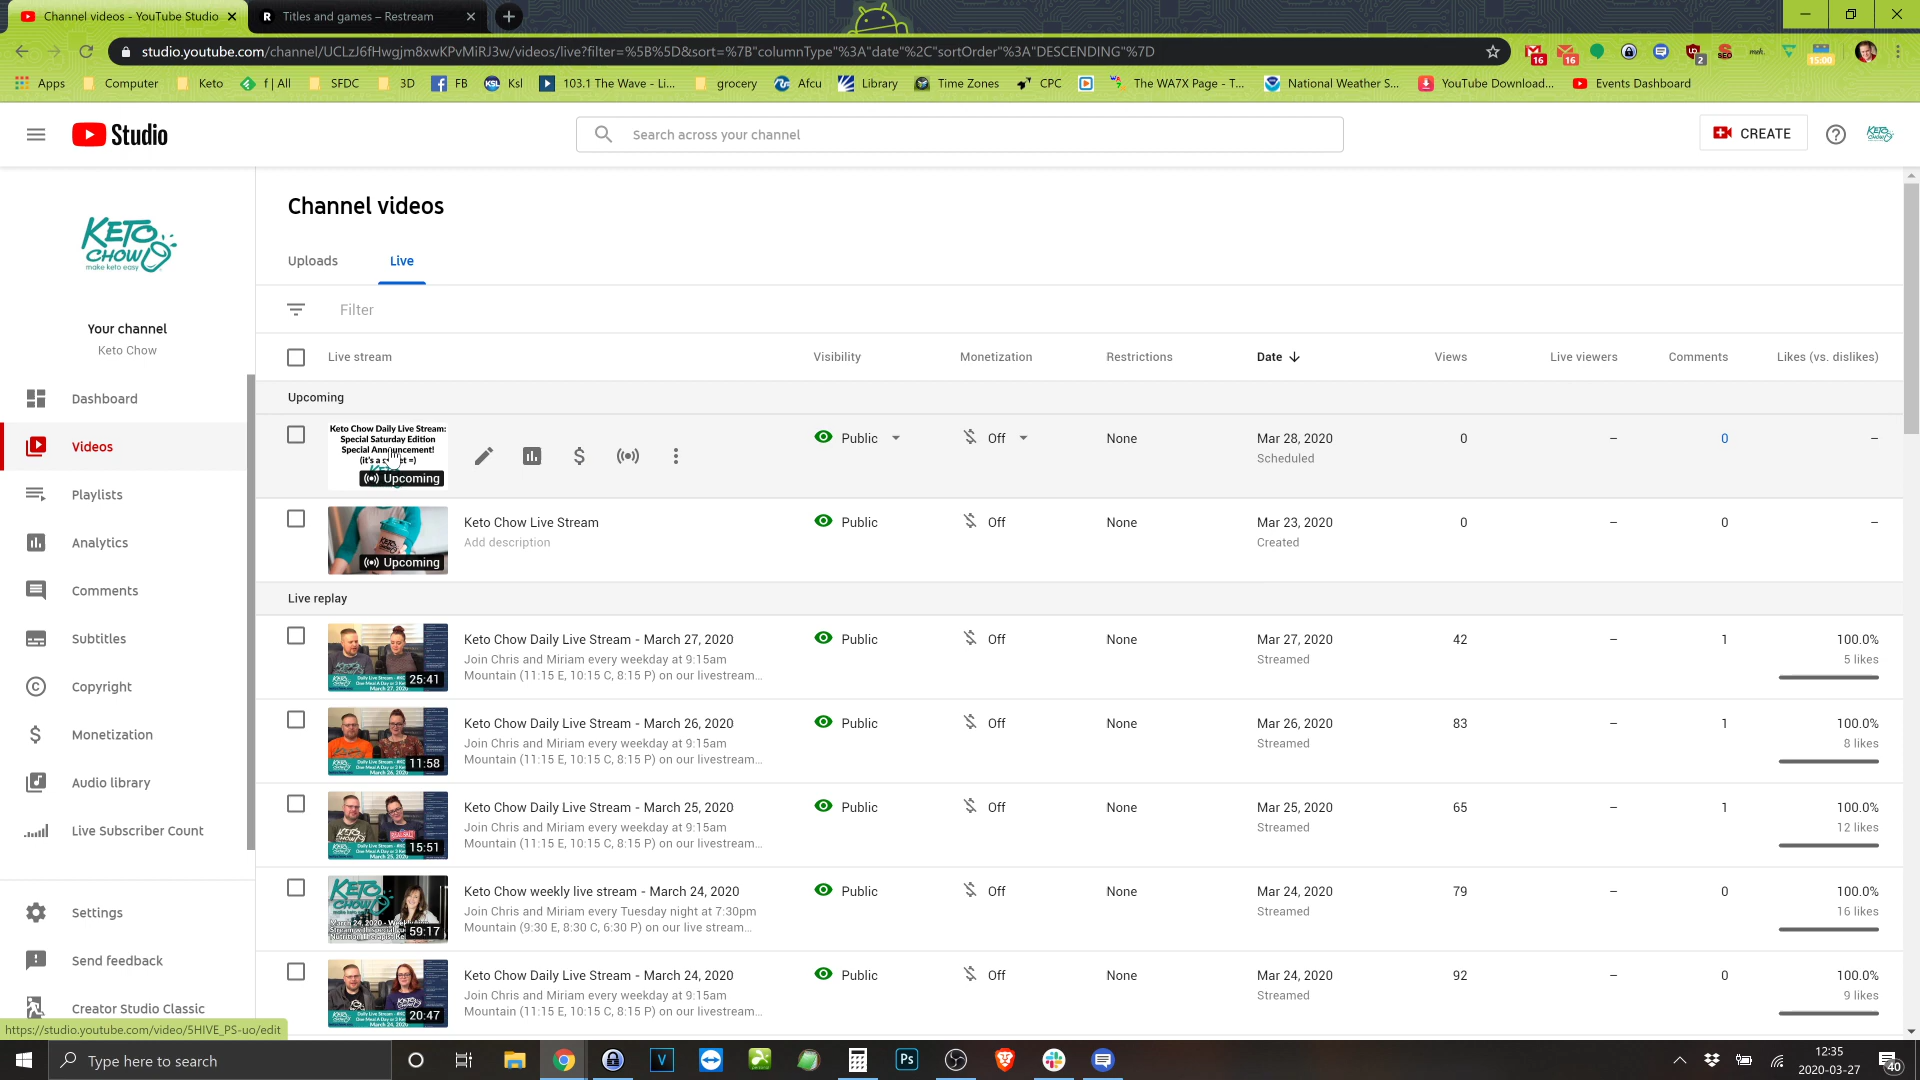 Channel videos - YouTube Studio
Titles and games – Restream
studio.youtube.com/channel/UCLzJ6fHwgjm8xwKPvMiRJ3w/videos/live?filter=%5B%5D&sort=%7B"columnType"%3A"date"%2C"sortOrder"%3A"DESCENDING"%7D
16
16
2
SEO
meh.
15:00
Apps
Computer
Keto
f | All
SFDC
3D
FB
Ksl
103.1 The Wave - Li...
grocery
Afcu
Library
Time Zones
CPC
The WA7X Page - T...
National Weather S...
YouTube Download...
Events Dashboard
Studio
Search across your channel
CREATE
KETO CHOW
make keto easy
Your channel
Keto Chow
Dashboard
Videos
Playlists
Analytics
Comments
Subtitles
Copyright
Monetization
Audio library
Live Subscriber Count
Settings
Send feedback
Creator Studio Classic
https://studio.youtube.com/video/5HIVE_PS-uo/edit
Channel videos
Uploads
Live
Filter
Live stream
Visibility
Monetization
Restrictions
Date
Views
Live viewers
Comments
Likes (vs. dislikes)
Upcoming
Keto Chow Daily Live Stream:
Special Saturday Edition
Special Announcement!
Upcoming
Public
Off
None
Mar 28, 2020
Scheduled
0
–
0
–
Upcoming
Keto Chow Live Stream
Add description
Public
Off
None
Mar 23, 2020
Created
0
–
0
–
Live replay
25:41
Keto Chow Daily Live Stream - March 27, 2020
Join Chris and Miriam every weekday at 9:15am
Mountain (11:15 E, 10:15 C, 8:15 P) on our livestream...
Public
Off
None
Mar 27, 2020
Streamed
42
–
1
100.0%
5 likes
11:58
Keto Chow Daily Live Stream - March 26, 2020
Join Chris and Miriam every weekday at 9:15am
Mountain (11:15 E, 10:15 C, 8:15 P) on our livestream...
Public
Off
None
Mar 26, 2020
Streamed
83
–
1
100.0%
8 likes
15:51
Keto Chow Daily Live Stream - March 25, 2020
Join Chris and Miriam every weekday at 9:15am
Mountain (11:15 E, 10:15 C, 8:15 P) on our livestream...
Public
Off
None
Mar 25, 2020
Streamed
65
–
1
100.0%
12 likes
59:17
Keto Chow weekly live stream - March 24, 2020
Join Chris and Miriam every Tuesday night at 7:30pm
Mountain (9:30 E, 8:30 C, 6:30 P) on our live stream...
Public
Off
None
Mar 24, 2020
Streamed
79
–
0
100.0%
16 likes
20:47
Keto Chow Daily Live Stream - March 24, 2020
Join Chris and Miriam every weekday at 9:15am
Mountain (11:15 E, 10:15 C, 8:15 P) on our livestream...
Public
Off
None
Mar 24, 2020
Streamed
92
–
0
100.0%
9 likes
Type here to search
V
Ps
12:35
2020-03-27
40